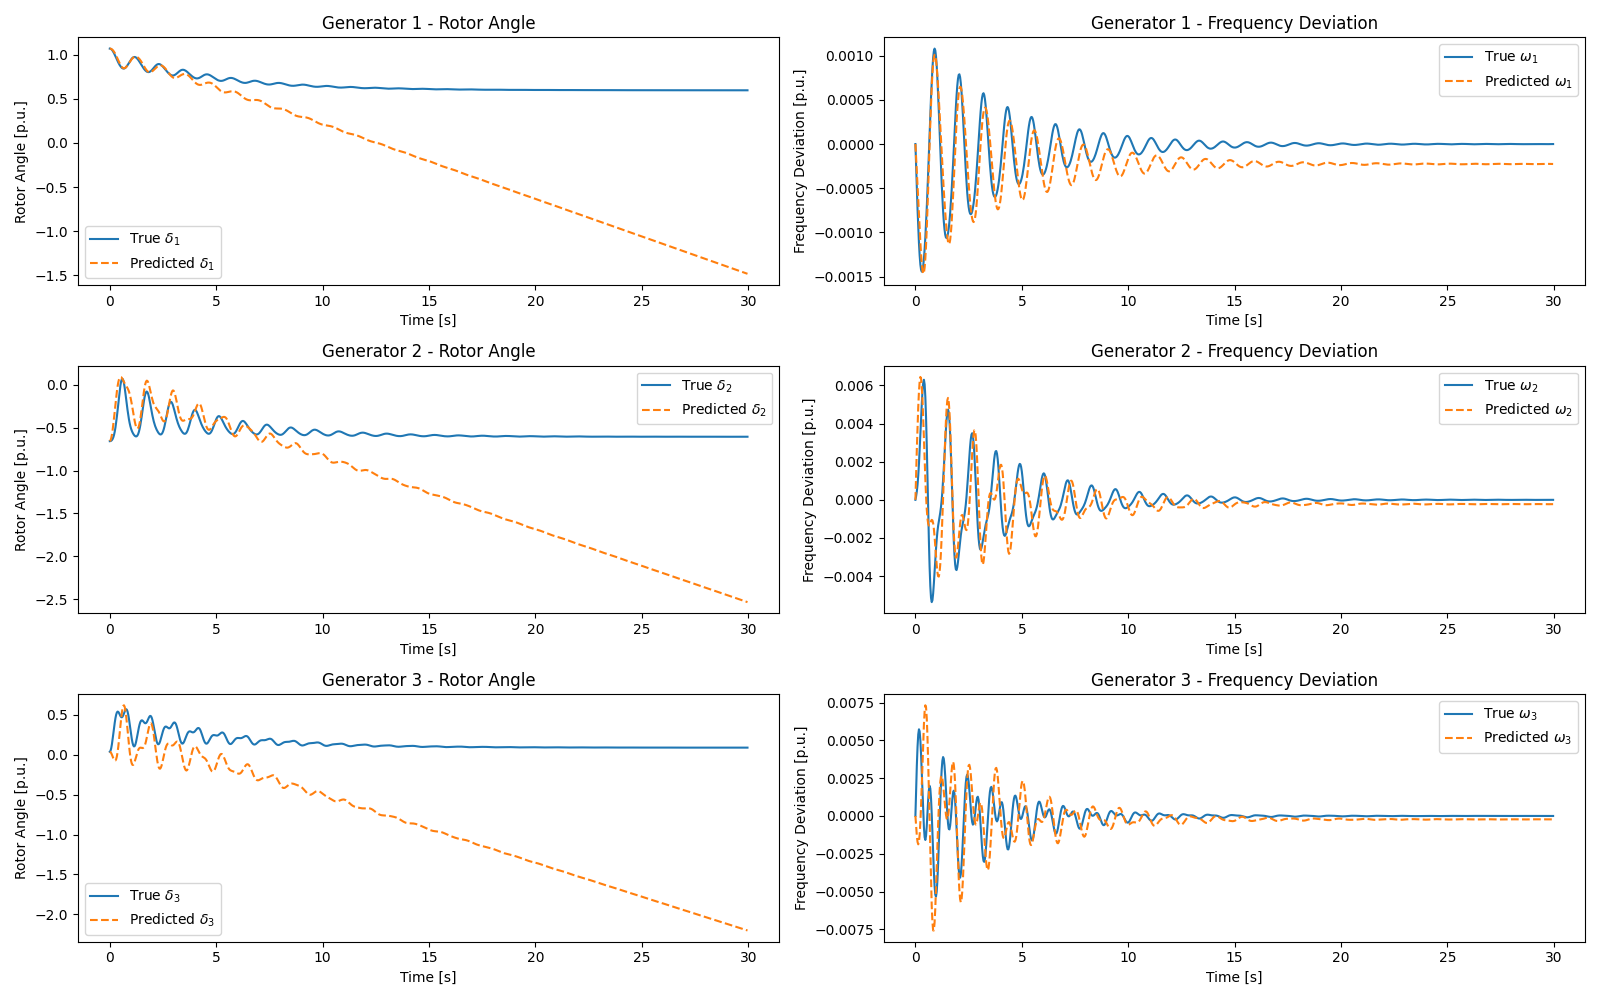 Generator 1 - Rotor Angle
Rotor Angle [p.u.]
1.0
0.5
0.0
−0.5
−1.0
−1.5
True δ1
Predicted δ1
0 5 10 15 20 25 30
Time [s]
Generator 1 - Frequency Deviation
Frequency Deviation [p.u.]
0.0010
0.0005
0.0000
−0.0005
−0.0010
−0.0015
True ω1
Predicted ω1
0 5 10 15 20 25 30
Time [s]
Generator 2 - Rotor Angle
Rotor Angle [p.u.]
0.0
−0.5
−1.0
−1.5
−2.0
−2.5
True δ2
Predicted δ2
0 5 10 15 20 25 30
Time [s]
Generator 2 - Frequency Deviation
Frequency Deviation [p.u.]
0.006
0.004
0.002
0.000
−0.002
−0.004
True ω2
Predicted ω2
0 5 10 15 20 25 30
Time [s]
Generator 3 - Rotor Angle
Rotor Angle [p.u.]
0.5
0.0
−0.5
−1.0
−1.5
−2.0
True δ3
Predicted δ3
0 5 10 15 20 25 30
Time [s]
Generator 3 - Frequency Deviation
Frequency Deviation [p.u.]
0.0075
0.0050
0.0025
0.0000
−0.0025
−0.0050
−0.0075
True ω3
Predicted ω3
0 5 10 15 20 25 30
Time [s]